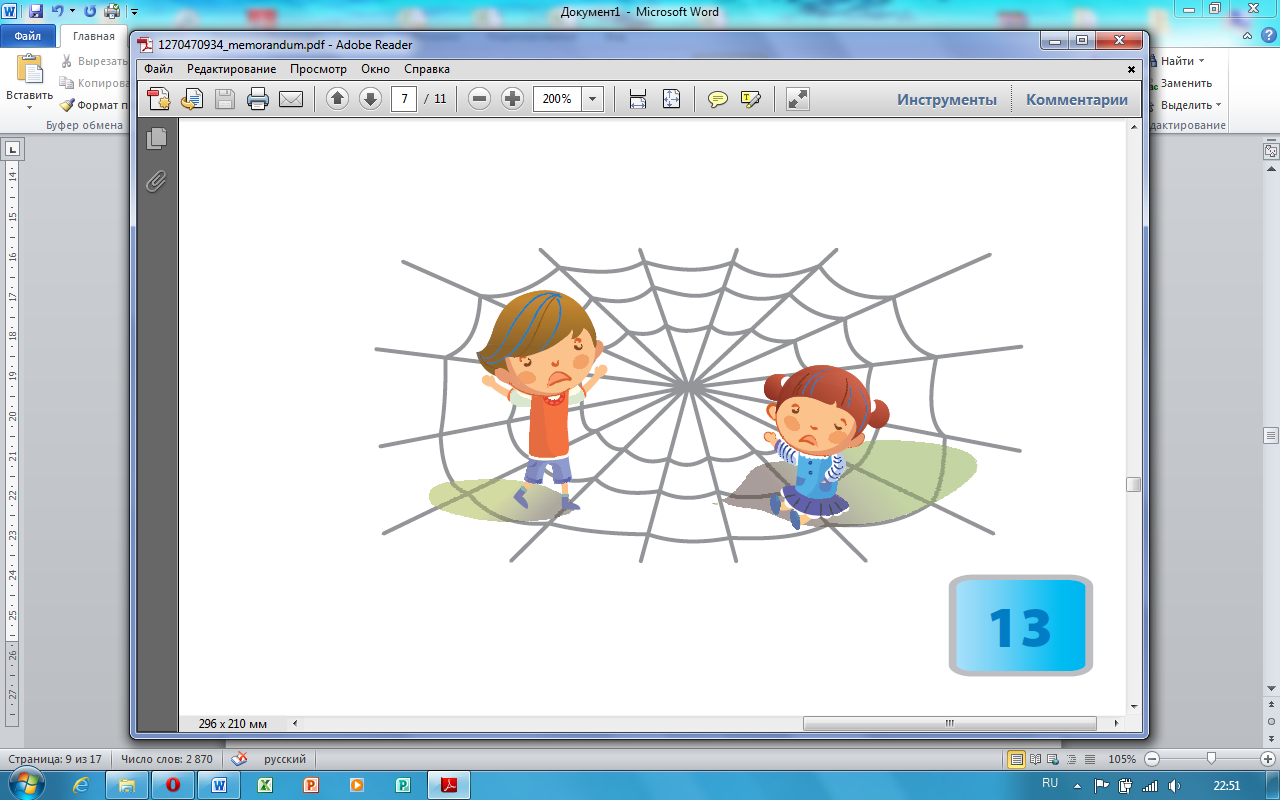 Документ1 - Microsoft Word
Файл
Главная
Вырезать
Вставить
Формат п
Буфер обмена
Найти
Заменить
Выделить
1270470934_memorandum.pdf - Adobe Reader
Файл Редактирование Просмотр Окно Справка
7 / 11 200% Инструменты Комментарии
13
296 x 210 мм
Страница: 9 из 17 Число слов: 2 870 русский 105%
RU 22:51